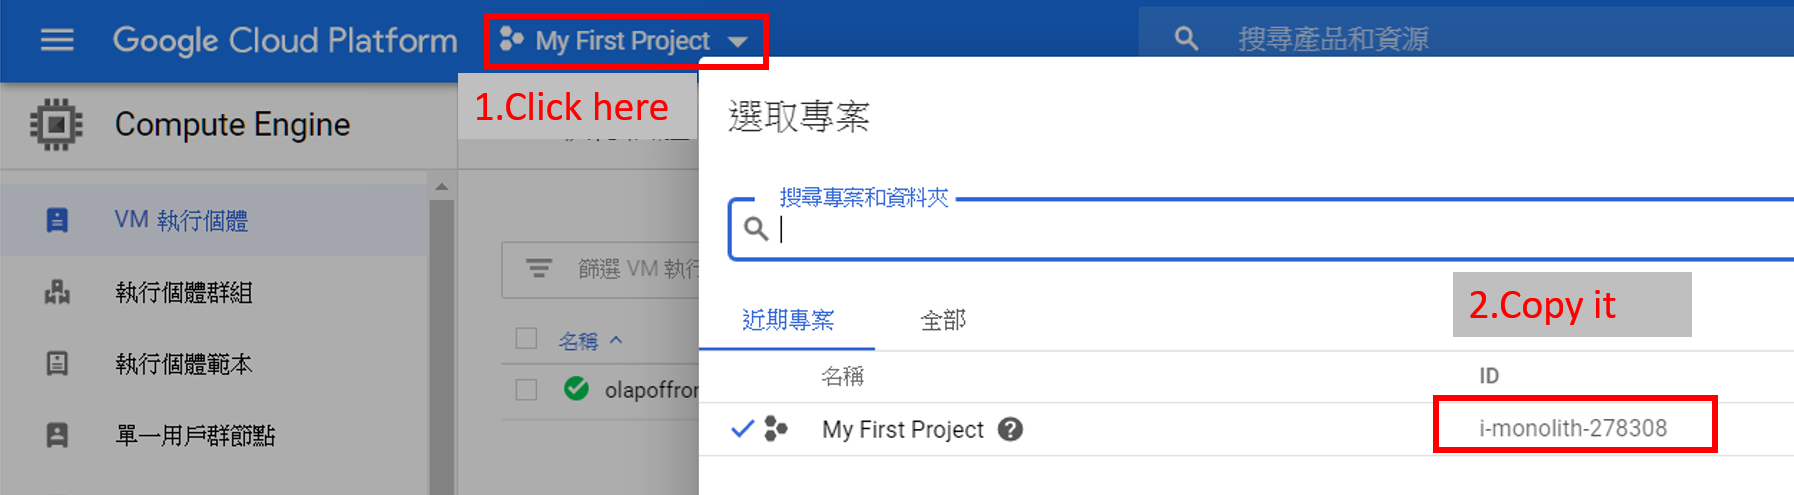 Google Cloud Platform
My First Project
搜尋產品和資源
1.Click here
Compute Engine
選取專案
VM 執行個體
搜尋專案和資料夾
篩選 VM
執行個體群組
2.Copy it
近期專案
全部
名稱
執行個體範本
名稱
ID
olapoffror
單一用戶群節點
My First Project
i-monolith-278308